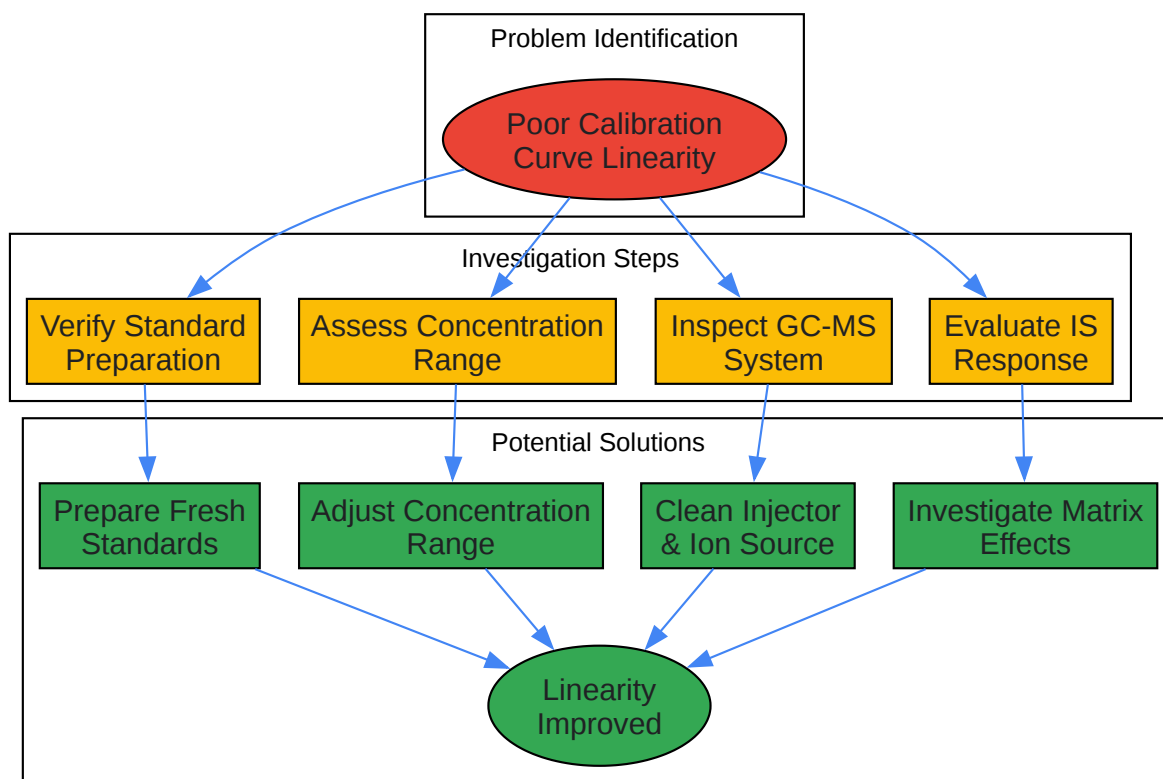 Problem Identification
Poor Calibration
Curve Linearity
Investigation Steps
Verify Standard
Preparation
Assess Concentration
Range
Inspect GC-MS
System
Evaluate IS
Response
Potential Solutions
Prepare Fresh
Standards
Adjust Concentration
Range
Clean Injector
& Ion Source
Investigate Matrix
Effects
Linearity
Improved